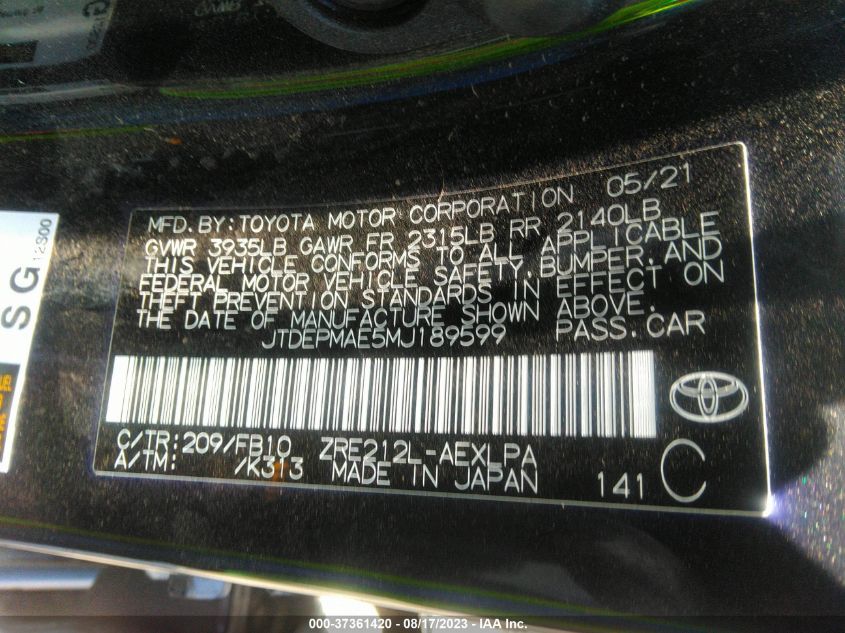 MFD. BY: TOYOTA MOTOR CORPORATION 05/21
GVWR 3935LB GAWR FR 2315LB RR 2140LB
THIS VEHICLE CONFORMS TO ALL APPLICABLE
FEDERAL MOTOR VEHICLE SAFETY, BUMPER, AND
THEFT PREVENTION STANDARDS IN EFFECT ON
THE DATE OF MANUFACTURE SHOWN ABOVE.
JTDEPMAE5MJ189599 PASS. CAR
C/TR: 209/FB10 ZRE212L-AEXLPA
A/TM: /K313 MADE IN JAPAN 141 C
SG
12S00
000-37361420 - 08/17/2023 - IAA Inc.